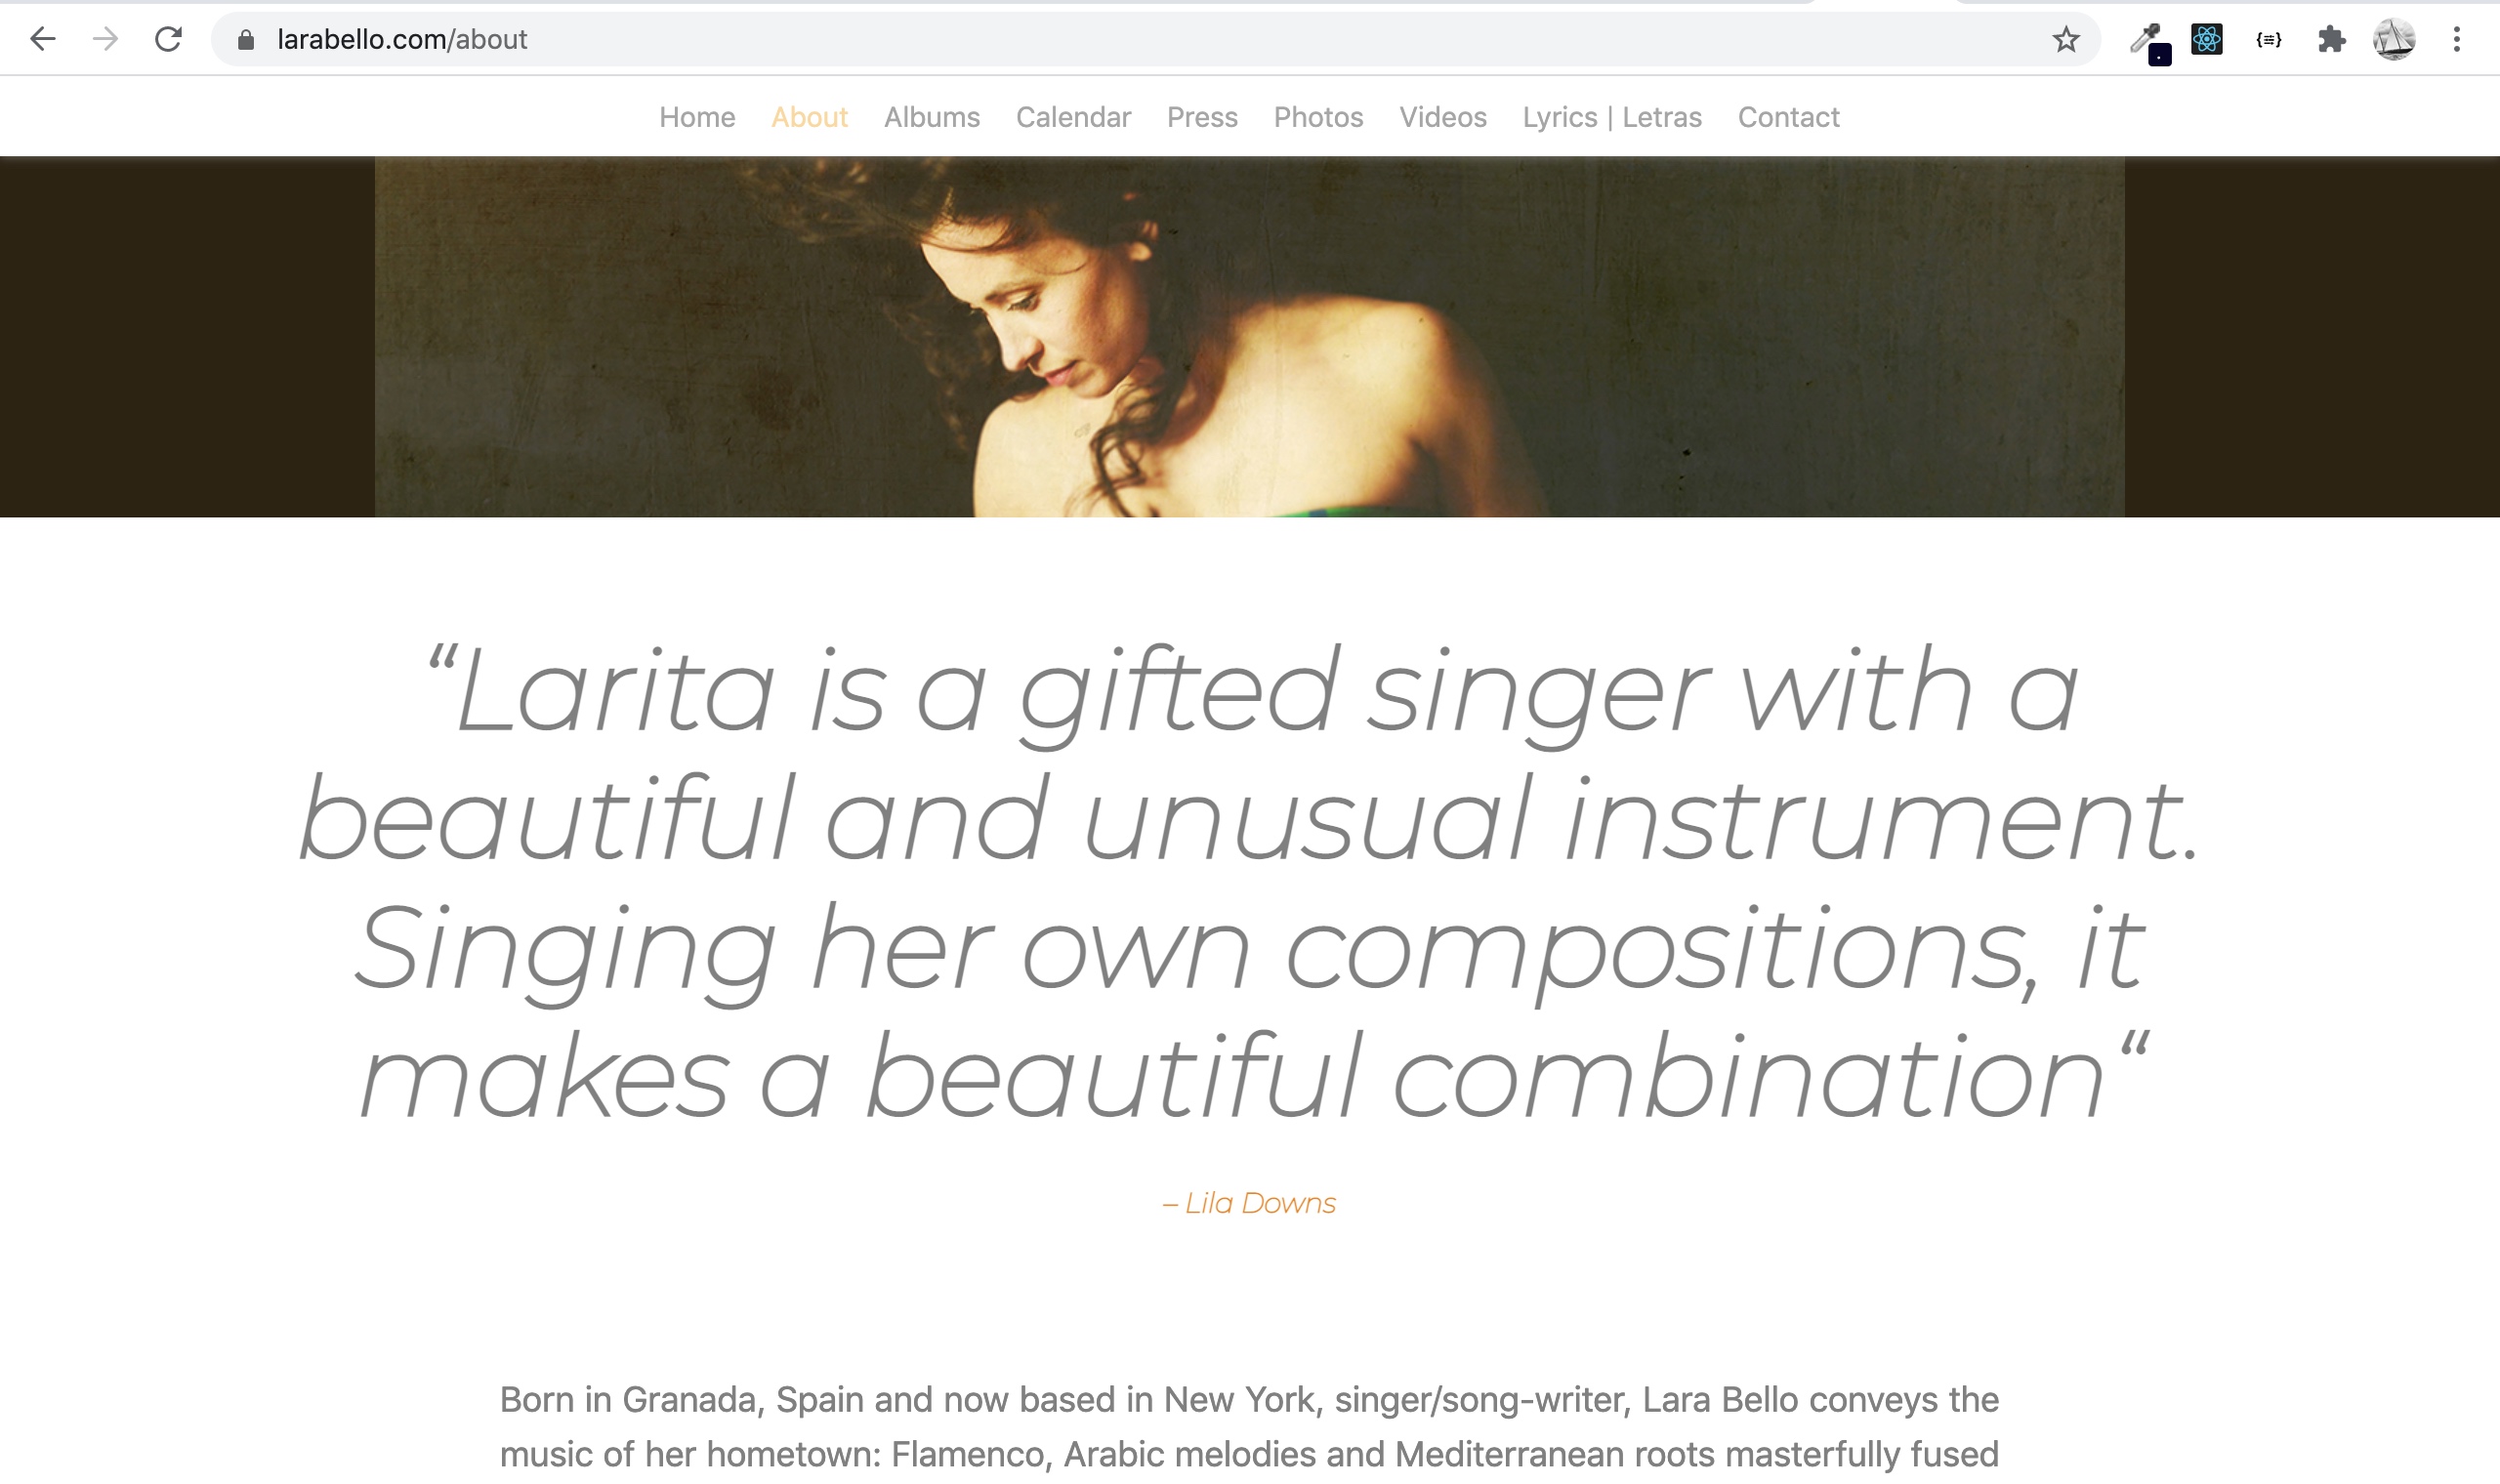 larabello.com/about
Home About Albums Calendar Press Photos Videos Lyrics | Letras Contact
“Larita is a gifted singer with a
beautiful and unusual instrument.
Singing her own compositions, it
makes a beautiful combination“
– Lila Downs
Born in Granada, Spain and now based in New York, singer/song-writer, Lara Bello conveys the
music of her hometown: Flamenco, Arabic melodies and Mediterranean roots masterfully fused